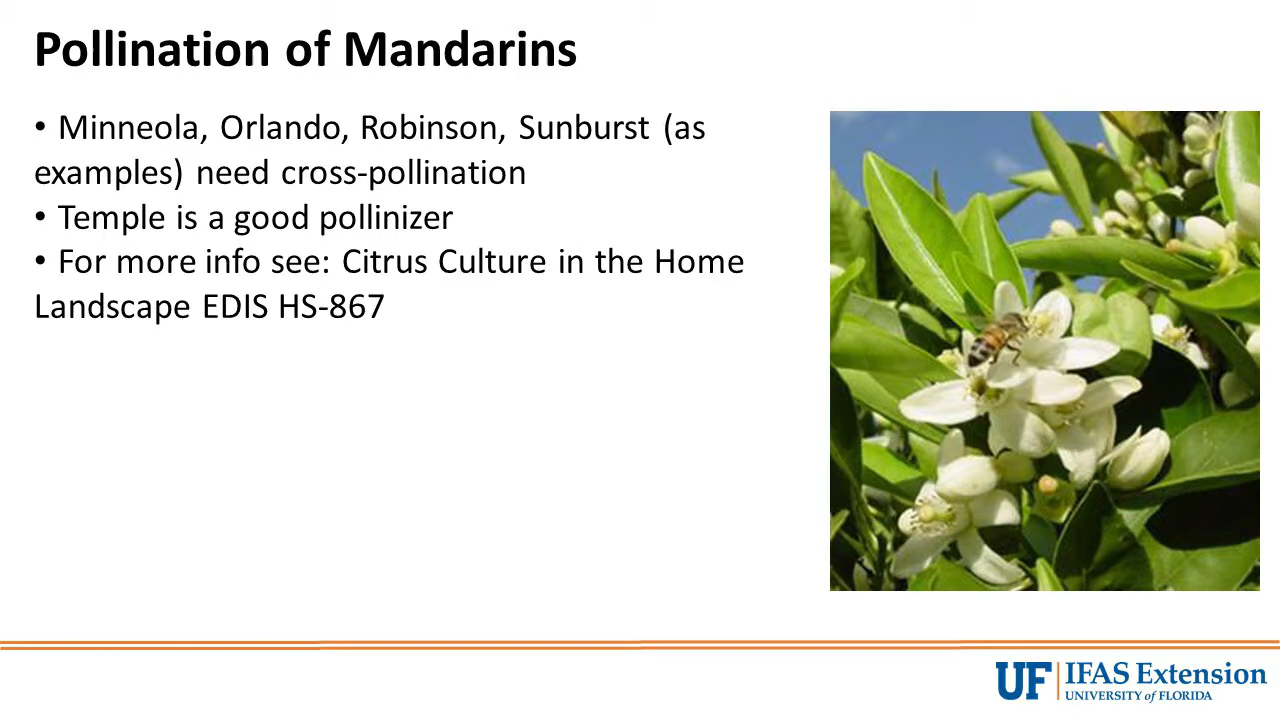 Pollination of Mandarins
• Minneola, Orlando, Robinson, Sunburst (as
examples) need cross-pollination
• Temple is a good pollinizer
• For more info see: Citrus Culture in the Home
Landscape EDIS HS-867
UF IFAS Extension
UNIVERSITY of FLORIDA